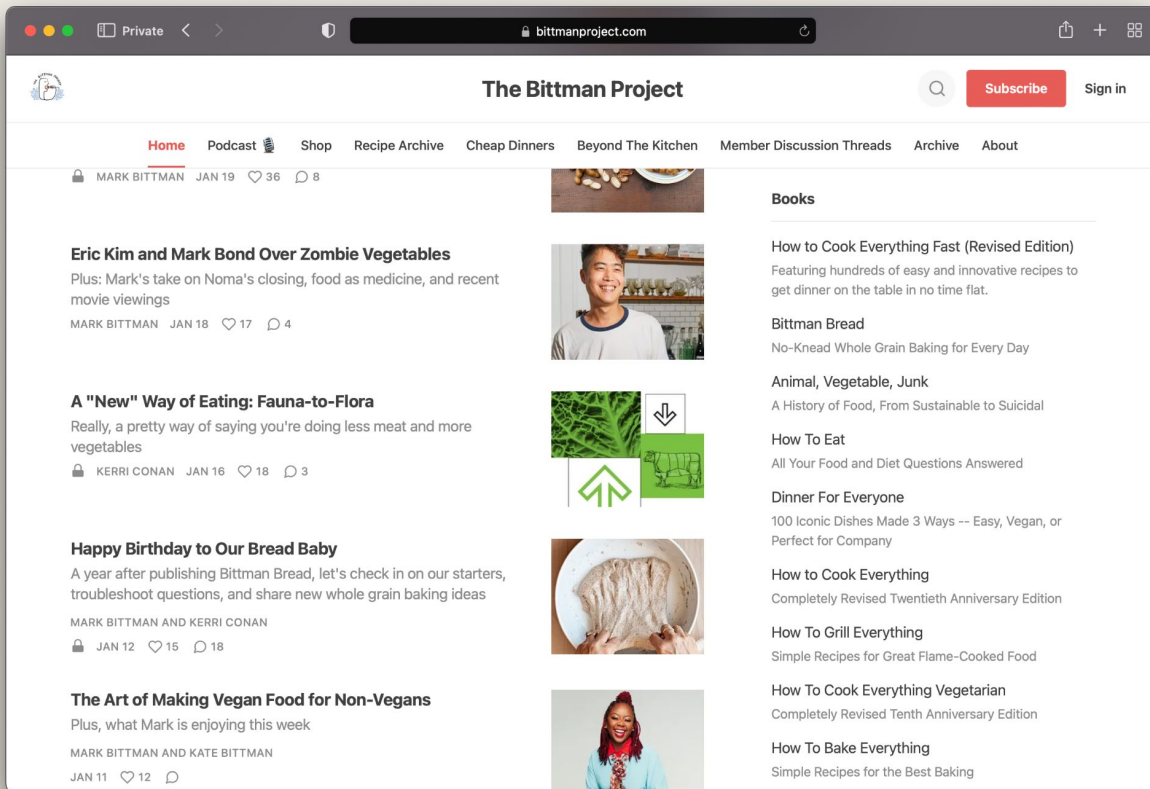 Private
bittmanproject.com
The Bittman Project
Subscribe
Sign in
Home
Podcast 🎙️
Shop
Recipe Archive
Cheap Dinners
Beyond The Kitchen
Member Discussion Threads
Archive
About
MARK BITTMAN JAN 19 36 8
Eric Kim and Mark Bond Over Zombie Vegetables
Plus: Mark's take on Noma's closing, food as medicine, and recent
movie viewings
MARK BITTMAN JAN 18 17 4
A "New" Way of Eating: Fauna-to-Flora
Really, a pretty way of saying you're doing less meat and more
vegetables
KERRI CONAN JAN 16 18 3
Happy Birthday to Our Bread Baby
A year after publishing Bittman Bread, let's check in on our starters,
troubleshoot questions, and share new whole grain baking ideas
MARK BITTMAN AND KERRI CONAN
JAN 12 15 18
The Art of Making Vegan Food for Non-Vegans
Plus, what Mark is enjoying this week
MARK BITTMAN AND KATE BITTMAN
JAN 11 12
Books
How to Cook Everything Fast (Revised Edition)
Featuring hundreds of easy and innovative recipes to
get dinner on the table in no time flat.
Bittman Bread
No-Knead Whole Grain Baking for Every Day
Animal, Vegetable, Junk
A History of Food, From Sustainable to Suicidal
How To Eat
All Your Food and Diet Questions Answered
Dinner For Everyone
100 Iconic Dishes Made 3 Ways -- Easy, Vegan, or
Perfect for Company
How to Cook Everything
Completely Revised Twentieth Anniversary Edition
How To Grill Everything
Simple Recipes for Great Flame-Cooked Food
How To Cook Everything Vegetarian
Completely Revised Tenth Anniversary Edition
How To Bake Everything
Simple Recipes for the Best Baking